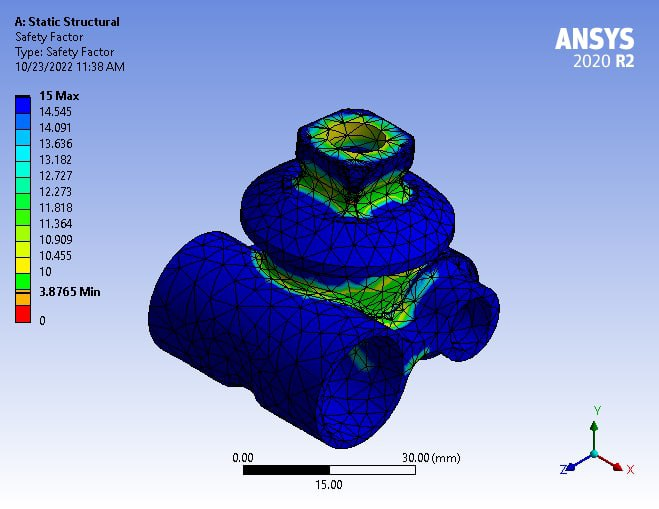 A: Static Structural
Safety Factor
Type: Safety Factor
10/23/2022 11:38 AM
ANSYS
2020 R2
15 Max
14.545
14.091
13.636
13.182
12.727
12.273
11.818
11.364
10.909
10.455
10
3.8765 Min
0
0.00 30.00 (mm)
15.00
Y
Z X